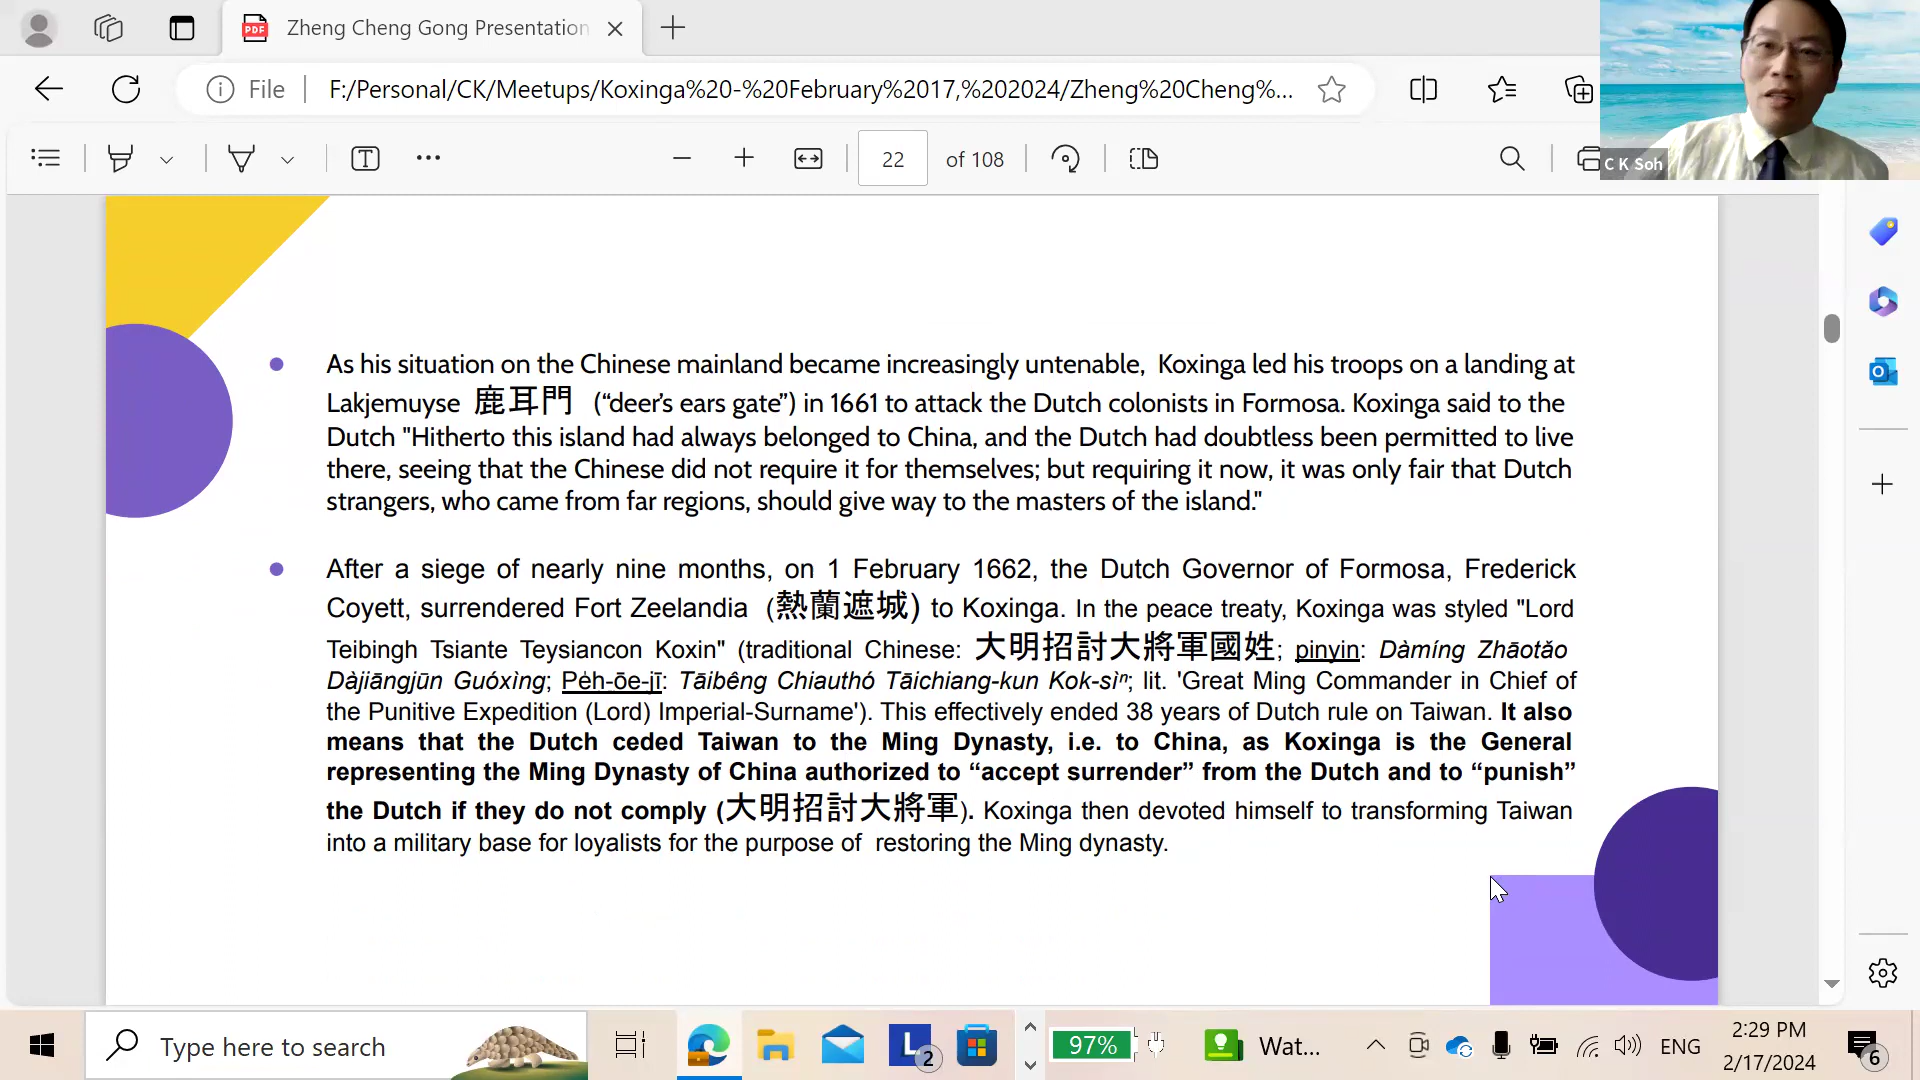 Zheng Cheng Gong Presentation
File
F:/Personal/CK/Meetups/Koxinga%20-%20February%2017,%202024/Zheng%20Cheng%...
22 of 108
C K Soh
As his situation on the Chinese mainland became increasingly untenable, Koxinga led his troops on a landing at
Lakjemuyse 鹿耳門 (“deer’s ears gate”) in 1661 to attack the Dutch colonists in Formosa. Koxinga said to the
Dutch "Hitherto this island had always belonged to China, and the Dutch had doubtless been permitted to live
there, seeing that the Chinese did not require it for themselves; but requiring it now, it was only fair that Dutch
strangers, who came from far regions, should give way to the masters of the island."
After a siege of nearly nine months, on 1 February 1662, the Dutch Governor of Formosa, Frederick
Coyett, surrendered Fort Zeelandia (熱蘭遮城) to Koxinga. In the peace treaty, Koxinga was styled "Lord
Teibingh Tsiante Teysiancon Koxin" (traditional Chinese: 大明招討大將軍國姓; pinyin: Dàmíng Zhāotǎo
Dàjiāngjūn Guóxìng; Pe̍h-ōe-jī: Tāibêng Chiauthó Tāichiang-kun Kok-sìⁿ; lit. 'Great Ming Commander in Chief of
the Punitive Expedition (Lord) Imperial-Surname'). This effectively ended 38 years of Dutch rule on Taiwan. It also
means that the Dutch ceded Taiwan to the Ming Dynasty, i.e. to China, as Koxinga is the General
representing the Ming Dynasty of China authorized to “accept surrender” from the Dutch and to “punish”
the Dutch if they do not comply (大明招討大將軍). Koxinga then devoted himself to transforming Taiwan
into a military base for loyalists for the purpose of restoring the Ming dynasty.
Type here to search
L 2
97%
Wat...
ENG
2:29 PM
2/17/2024
6